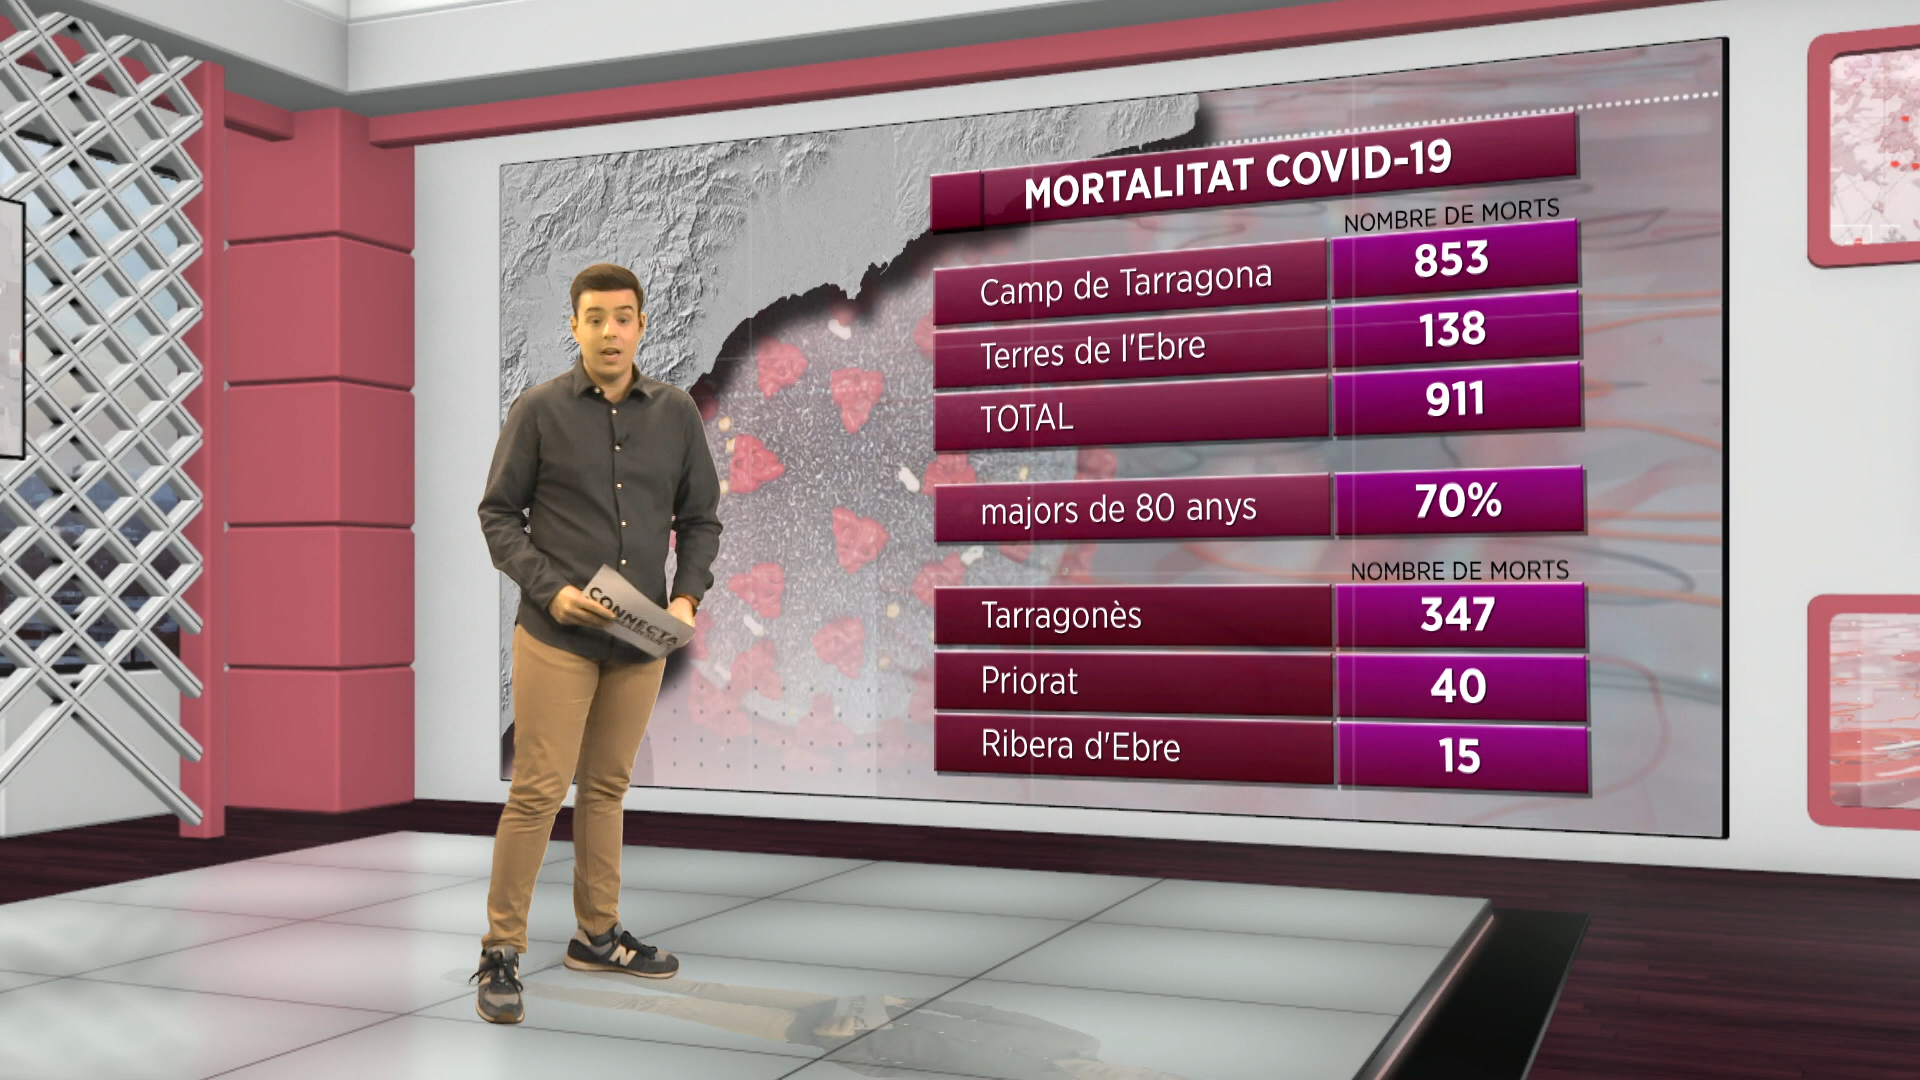 MORTALITAT COVID-19
NOMBRE DE MORTS
Camp de Tarragona 853
Terres de l'Ebre 138
TOTAL 911
majors de 80 anys 70%
NOMBRE DE MORTS
Tarragonès 347
Priorat 40
Ribera d'Ebre 15
CONNECTA
N